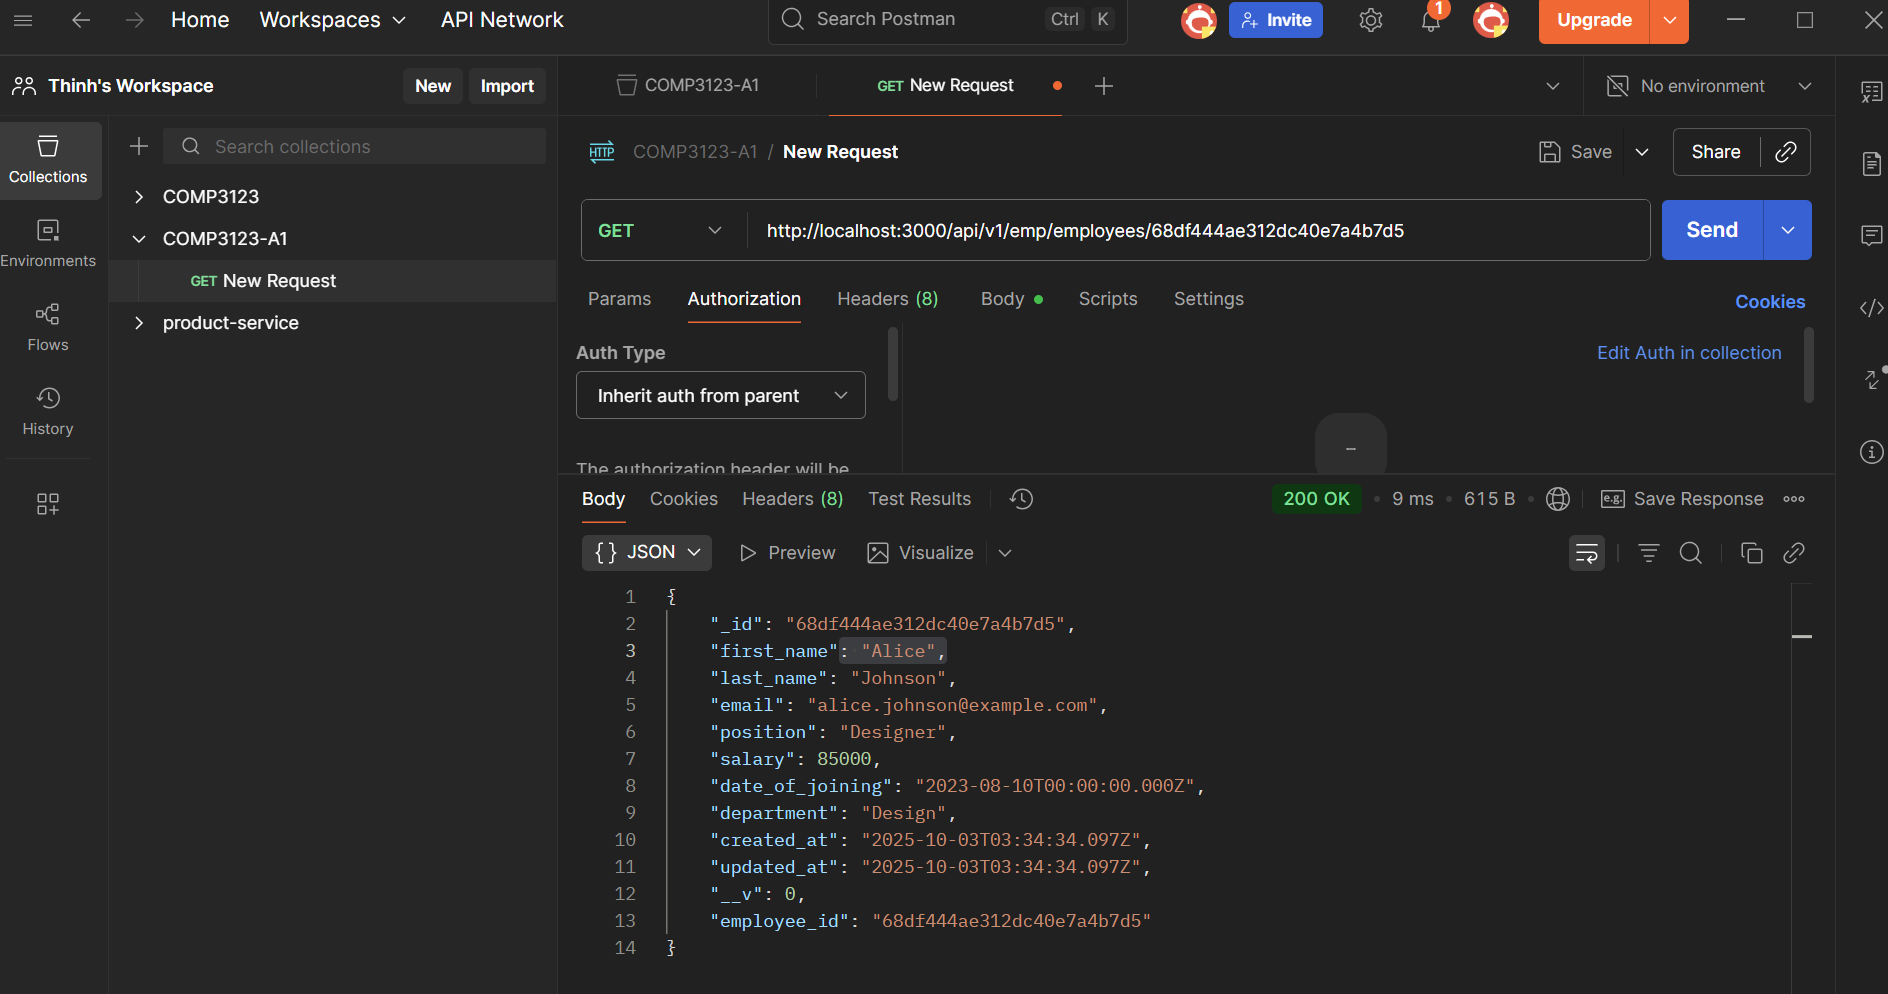 Home Workspaces API Network Search Postman Ctrl K Invite 1 Upgrade
Thinh's Workspace New Import
COMP3123-A1 GET New Request No environment
Collections
Environments
Flows
History
Search collections
COMP3123
COMP3123-A1
GET New Request
product-service
HTTP COMP3123-A1 / New Request Save Share
GET http://localhost:3000/api/v1/emp/employees/68df444ae312dc40e7a4b7d5 Send
Params Authorization Headers (8) Body Scripts Settings Cookies
Auth Type Edit Auth in collection
Inherit auth from parent
The authorization header will be
Body Cookies Headers (8) Test Results 200 OK • 9 ms • 615 B • e.g. Save Response
{} JSON Preview Visualize
1 {
2 "_id": "68df444ae312dc40e7a4b7d5",
3 "first_name": "Alice",
4 "last_name": "Johnson",
5 "email": "alice.johnson@example.com",
6 "position": "Designer",
7 "salary": 85000,
8 "date_of_joining": "2023-08-10T00:00:00.000Z",
9 "department": "Design",
10 "created_at": "2025-10-03T03:34:34.097Z",
11 "updated_at": "2025-10-03T03:34:34.097Z",
12 "__v": 0,
13 "employee_id": "68df444ae312dc40e7a4b7d5"
14 }